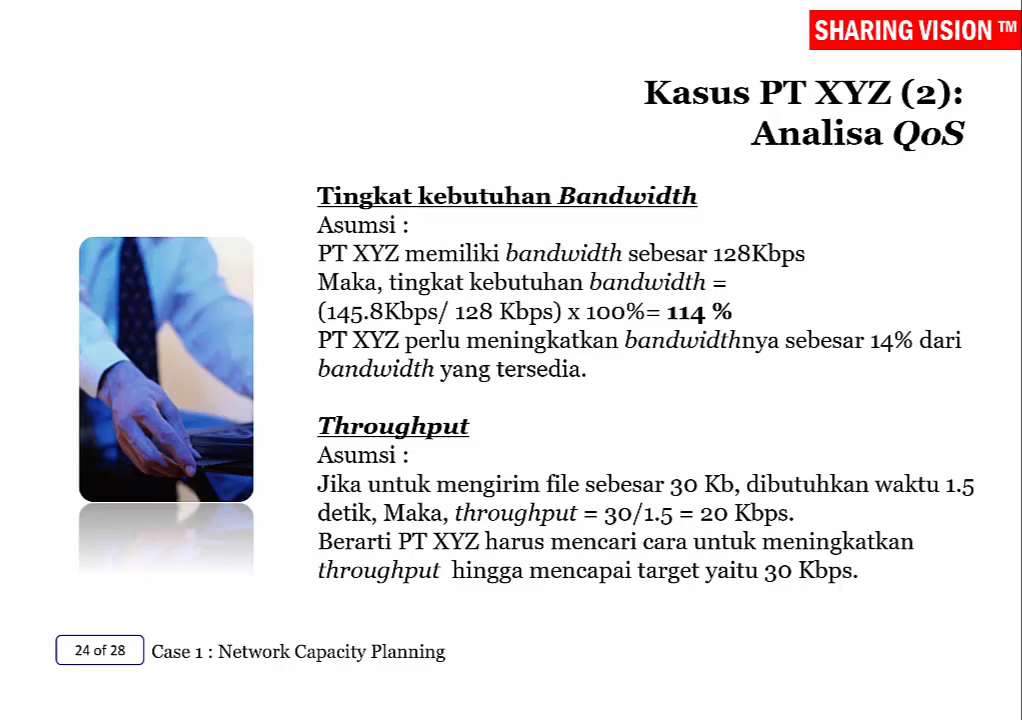 SHARING VISION ™
Kasus PT XYZ (2):
Analisa QoS
Tingkat kebutuhan Bandwidth
Asumsi :
PT XYZ memiliki bandwidth sebesar 128Kbps
Maka, tingkat kebutuhan bandwidth =
(145.8Kbps/ 128 Kbps) x 100%= 114 %
PT XYZ perlu meningkatkan bandwidthnya sebesar 14% dari
bandwidth yang tersedia.
Throughput
Asumsi :
Jika untuk mengirim file sebesar 30 Kb, dibutuhkan waktu 1.5
detik, Maka, throughput = 30/1.5 = 20 Kbps.
Berarti PT XYZ harus mencari cara untuk meningkatkan
throughput hingga mencapai target yaitu 30 Kbps.
24 of 28
Case 1 : Network Capacity Planning